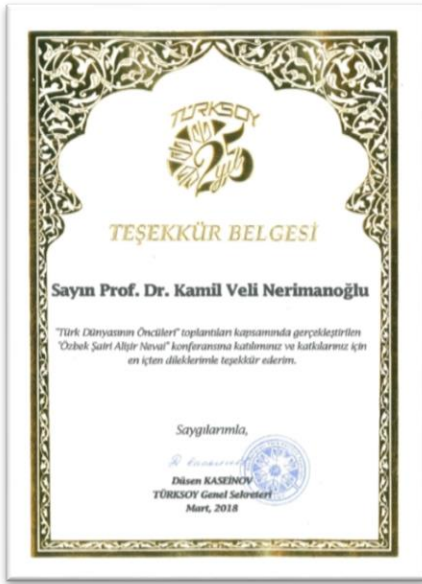 TÜRKSOY
25 yıl
TEŞEKKÜR BELGESİ
Sayın Prof. Dr. Kamil Veli Nerimanoğlu
"Türk Dünyasının Öncüleri" toplantıları kapsamında gerçekleştirilen
"Özbek Şairi Alişir Nevai" konferansına katılımınız ve katkılarınız için
en içten dileklerimle teşekkür ederim.
Saygılarımla,
Düsen KASEİNOV
TÜRKSOY Genel Sekreteri
Mart, 2018